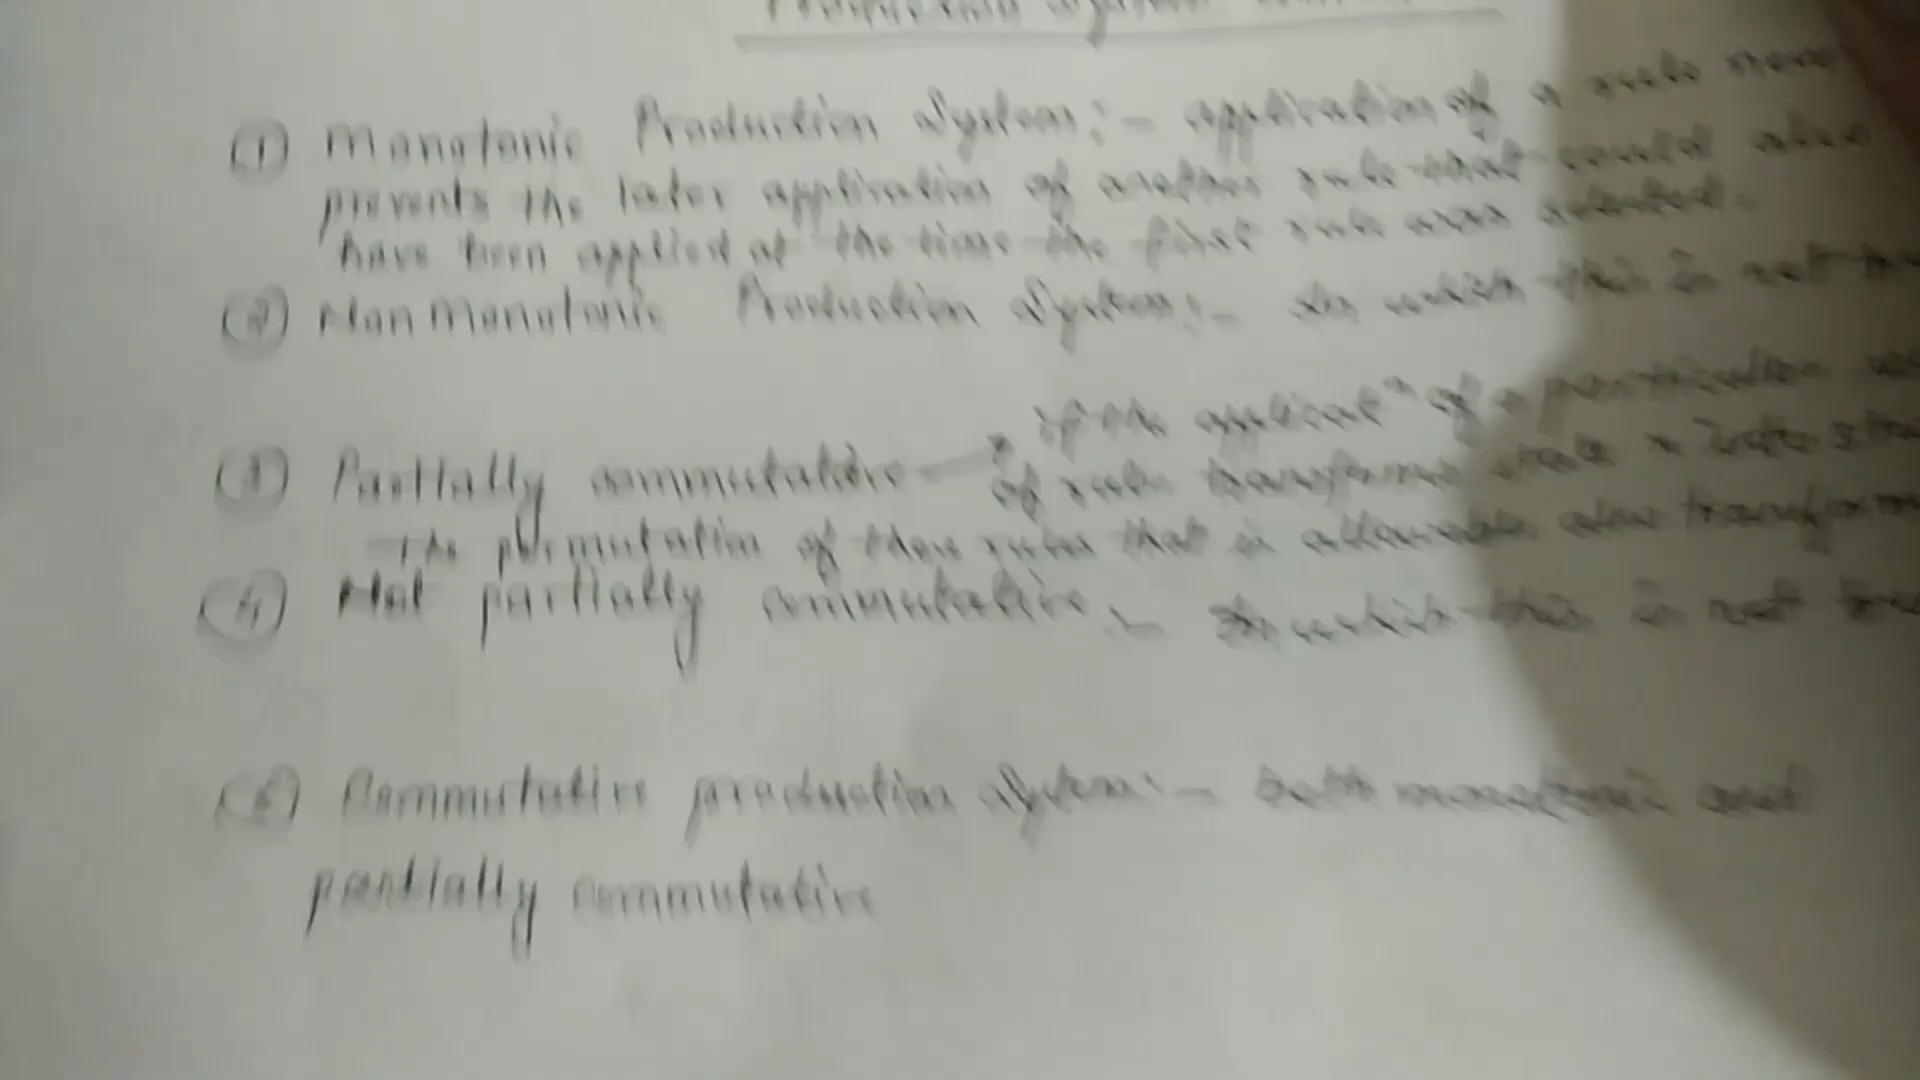 Production System
(1) Monotonic Production System:- application of a rule never
prevents the later application of another rule that could also
have been applied at the time the first rule was selected.
(2) Non Monotonic Production System:- In which this is not true
(3) Partially commutative - if the applicatⁿ of a particular
of rules transforms state x into state
The permutation of those rules that is allowable also transforms
(4) Not partially commutative :- In which this is not true
(5) Commutative production System:- both monotonic and
partially commutative